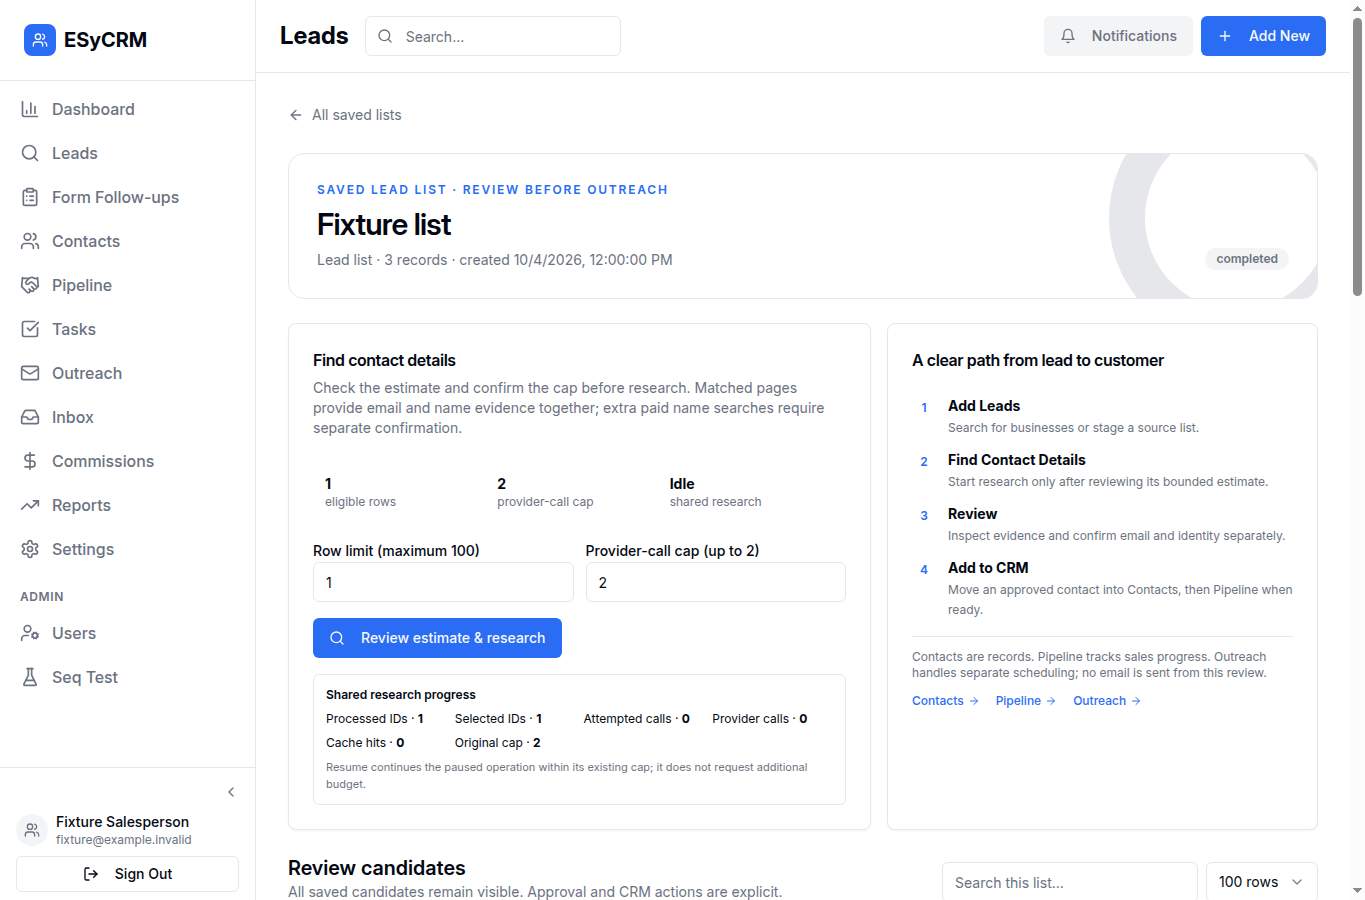 ESyCRM
Dashboard
Leads
Form Follow-ups
Contacts
Pipeline
Tasks
Outreach
Inbox
Commissions
Reports
Settings
ADMIN
Users
Seq Test
Fixture Salesperson
fixture@example.invalid
Sign Out
Leads
Search...
Notifications
Add New
All saved lists
SAVED LEAD LIST · REVIEW BEFORE OUTREACH
Fixture list
Lead list · 3 records · created 10/4/2026, 12:00:00 PM
completed
Find contact details
Check the estimate and confirm the cap before research. Matched pages
provide email and name evidence together; extra paid name searches require
separate confirmation.
1
eligible rows
2
provider-call cap
Idle
shared research
Row limit (maximum 100)
1
Provider-call cap (up to 2)
2
Review estimate & research
Shared research progress
Processed IDs · 1 Selected IDs · 1 Attempted calls · 0 Provider calls · 0
Cache hits · 0 Original cap · 2
Resume continues the paused operation within its existing cap; it does not request additional
budget.
A clear path from lead to customer
1 Add Leads
Search for businesses or stage a source list.
2 Find Contact Details
Start research only after reviewing its bounded estimate.
3 Review
Inspect evidence and confirm email and identity separately.
4 Add to CRM
Move an approved contact into Contacts, then Pipeline when
ready.
Contacts are records. Pipeline tracks sales progress. Outreach
handles separate scheduling; no email is sent from this review.
Contacts → Pipeline → Outreach →
Review candidates
All saved candidates remain visible. Approval and CRM actions are explicit.
Search this list...
100 rows